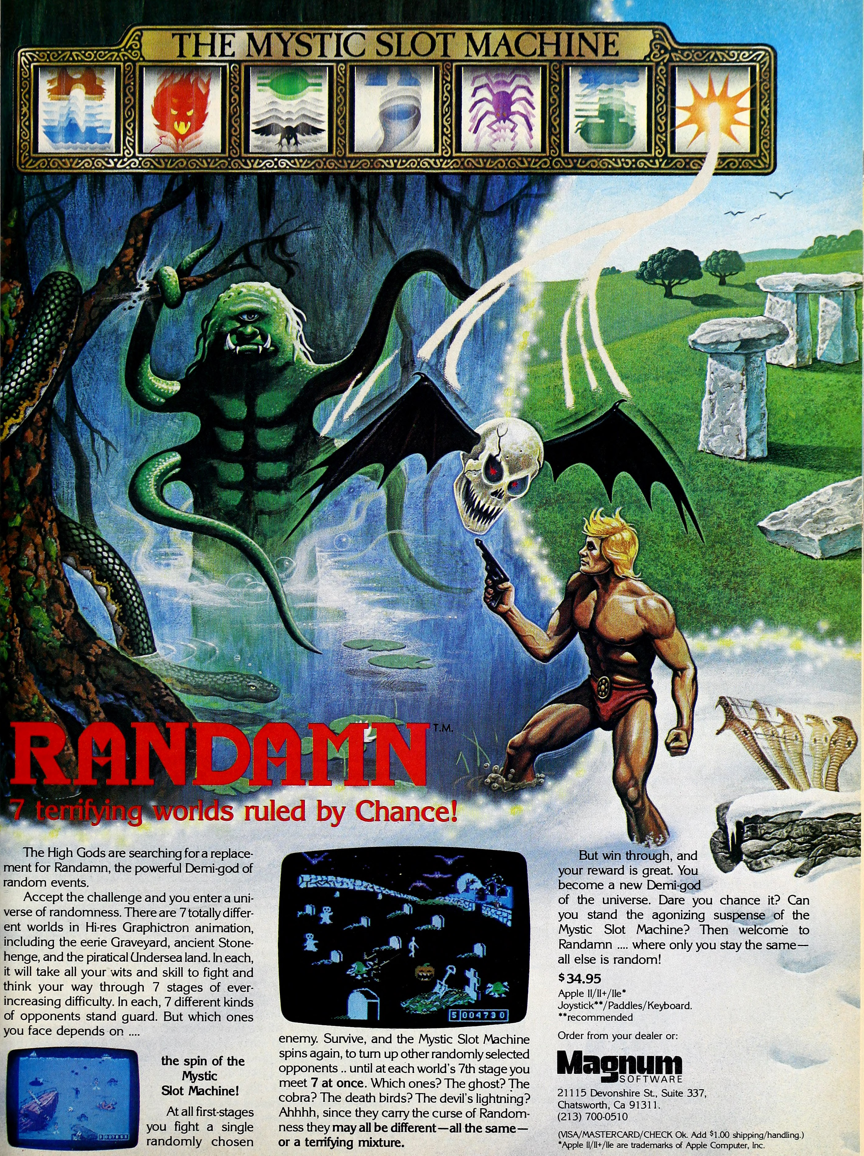 THE MYSTIC SLOT MACHINE
RANDAMN T.M.
7 terrifying worlds ruled by Chance!
The High Gods are searching for a replace-
ment for Randamn, the powerful Demi-god of
random events.
Accept the challenge and you enter a uni-
verse of randomness. There are 7 totally differ-
ent worlds in Hi-res Graphictron animation,
including the eerie Graveyard, ancient Stone-
henge, and the piratical Undersea land. In each,
it will take all your wits and skill to fight and
think your way through 7 stages of ever-
increasing difficulty. In each, 7 different kinds
of opponents stand guard. But which ones
you face depends on ....
the spin of the
Mystic
Slot Machine!
At all first-stages
you fight a single
randomly chosen
5 004730
enemy. Survive, and the Mystic Slot Machine
spins again, to turn up other randomly selected
opponents .. until at each world's 7th stage you
meet 7 at once. Which ones? The ghost? The
cobra? The death birds? The devil's lightning?
Ahhhh, since they carry the curse of Random-
ness they may all be different—all the same—
or a terrifying mixture.
But win through, and
your reward is great. You
become a new Demi-god
of the universe. Dare you chance it? Can
you stand the agonizing suspense of the
Mystic Slot Machine? Then welcome to
Randamn .... where only you stay the same—
all else is random!
$34.95
Apple II/II+/IIe*
Joystick**/Paddles/Keyboard.
**recommended
Order from your dealer or:
Magnum
SOFTWARE
21115 Devonshire St., Suite 337,
Chatsworth, Ca 91311.
(213) 700-0510
(VISA/MASTERCARD/CHECK Ok. Add $1.00 shipping/handling.)
*Apple II/II+/IIe are trademarks of Apple Computer, Inc.